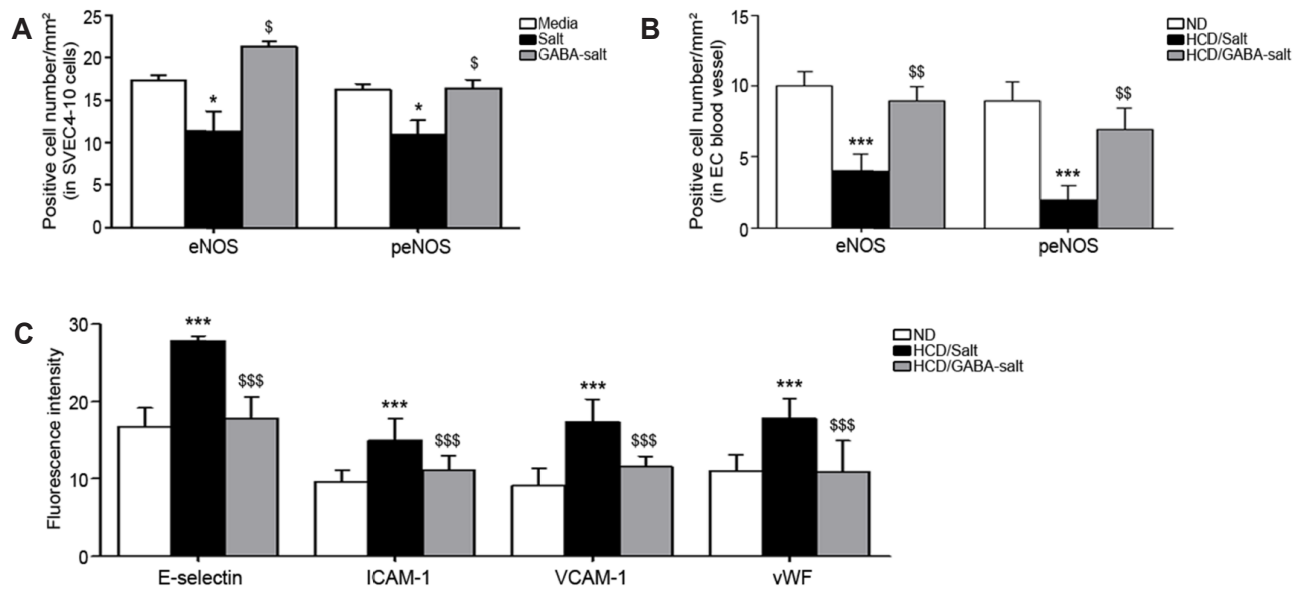 A
Positive cell number/mm²
(in SVEC4-10 cells)
25
20
15
10
5
0
*
$
*
$
eNOS
peNOS
Media
Salt
GABA-salt
B
Positive cell number/mm²
(in EC blood vessel)
15
10
5
0
***
$$
***
$$
eNOS
peNOS
ND
HCD/Salt
HCD/GABA-salt
C
Fluorescence intensity
30
20
10
0
***
$$$
***
$$$
***
$$$
***
$$$
E-selectin
ICAM-1
VCAM-1
vWF
ND
HCD/Salt
HCD/GABA-salt